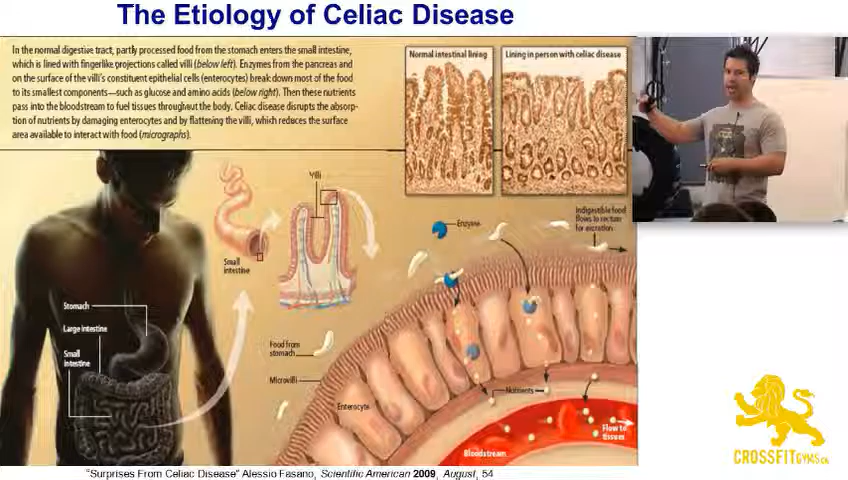 The Etiology of Celiac Disease
In the normal digestive tract, partly processed food from the stomach enters the small intestine,
which is lined with fingerlike projections called villi (below left). Enzymes from the pancreas and
on the surface of the villi's constituent epithelial cells (enterocytes) break down most of the food
to its smallest components—such as glucose and amino acids (below right). Then these nutrients
pass into the bloodstream to fuel tissues throughout the body. Celiac disease disrupts the absorp-
tion of nutrients by damaging enterocytes and by flattening the villi, which reduces the surface
area available to interact with food (micrographs).
Normal intestinal lining
Lining in person with celiac disease
Villi
Small
intestine
Enzyme
Indigestible food
flows to rectum
for excretion
Stomach
Large intestine
Small
intestine
Food from
stomach
Microvilli
Enterocyte
Nutrients
Bloodstream
Flow to
tissues
CROSSFITGYMS.CA
"Surprises From Celiac Disease" Alessio Fasano, Scientific American 2009, August, 54